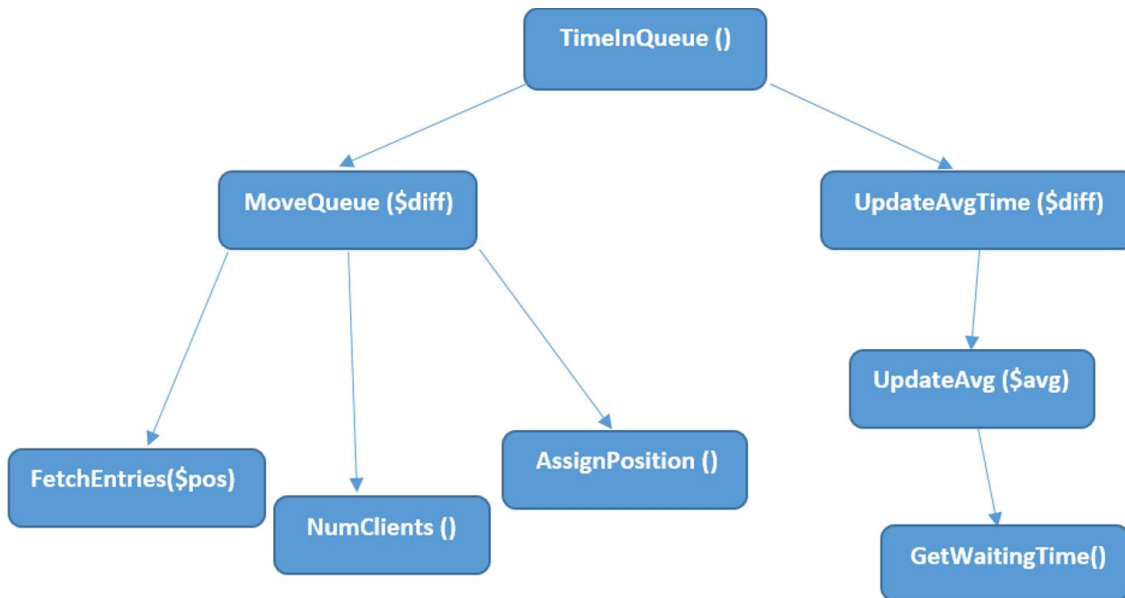 TimeInQueue ()
MoveQueue ($diff)
UpdateAvgTime ($diff)
UpdateAvg ($avg)
FetchEntries($pos)
AssignPosition ()
NumClients ()
GetWaitingTime()